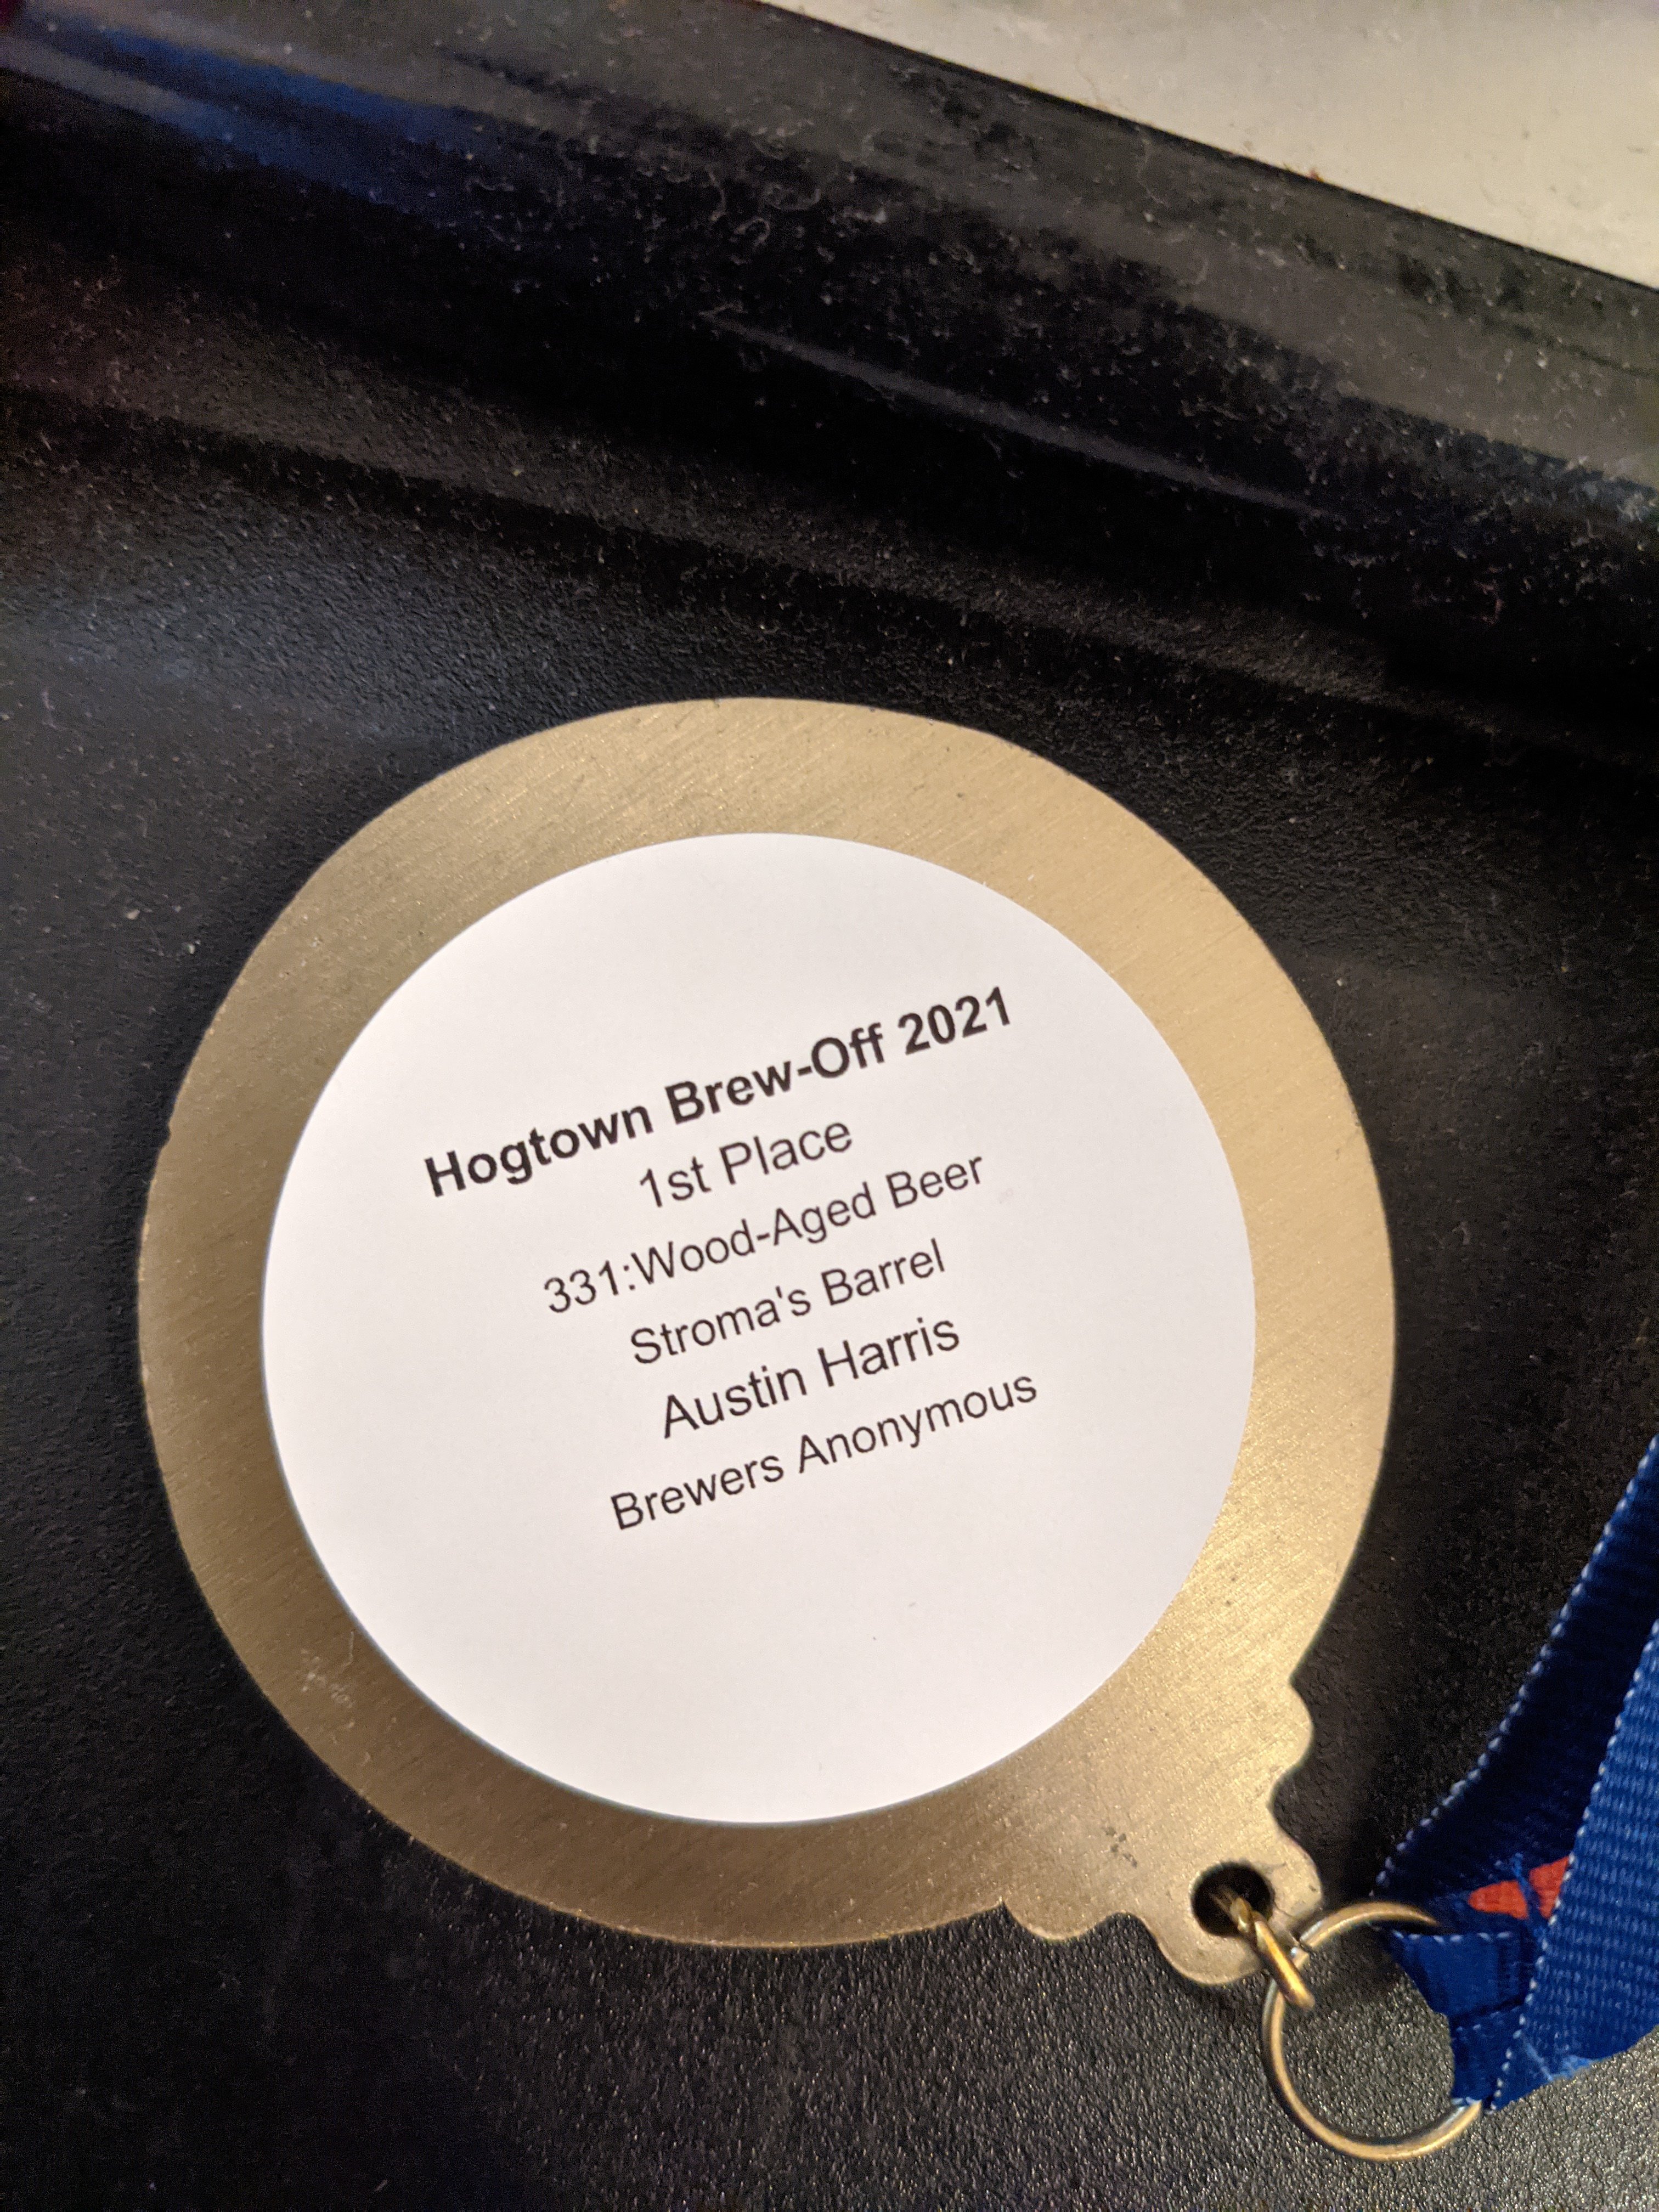 Hogtown Brew-Off 2021
1st Place
331:Wood-Aged Beer
Stroma's Barrel
Austin Harris
Brewers Anonymous